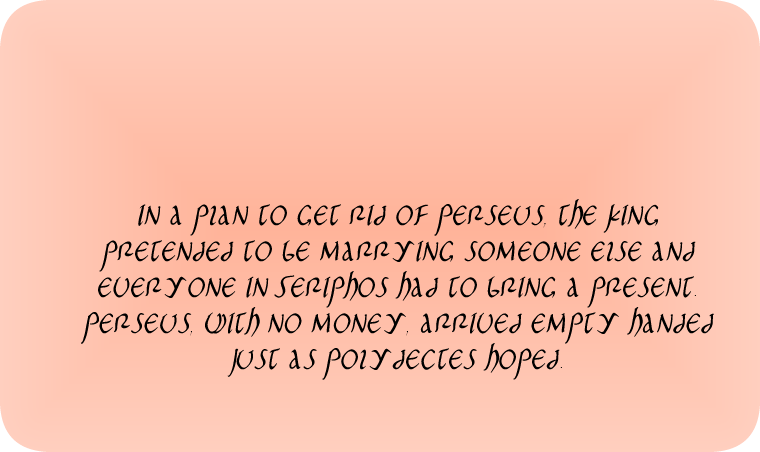 In a plan to get rid of Perseus, the king
pretended to be marrying someone else and
everyone in Seriphos had to bring a present.
Perseus, with no money, arrived empty handed
just as Polydectes hoped.